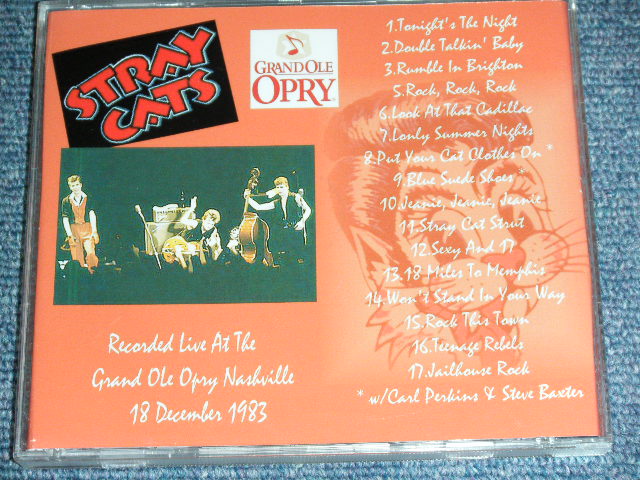 STRAY
CATS
GRAND OLE
OPRY
Recorded Live At The
Grand Ole Opry Nashville
18 December 1983
1.Tonight's The Night
2.Double Talkin' Baby
3.Rumble In Brighton
5.Rock, Rock, Rock
6.Look At That Cadillac
7.Lonly Summer Nights
8.Put Your Cat Clothes On *
9.Blue Suede Shoes *
10.Jeanie, Jeanie, Jeanie
11.Stray Cat Strut
12.Sexy And 17
13.18 Miles To Memphis
14.Won't Stand In Your Way
15.Rock This Town
16.Teenage Rebels
17.Jailhouse Rock
* w/Carl Perkins & Steve Baxter